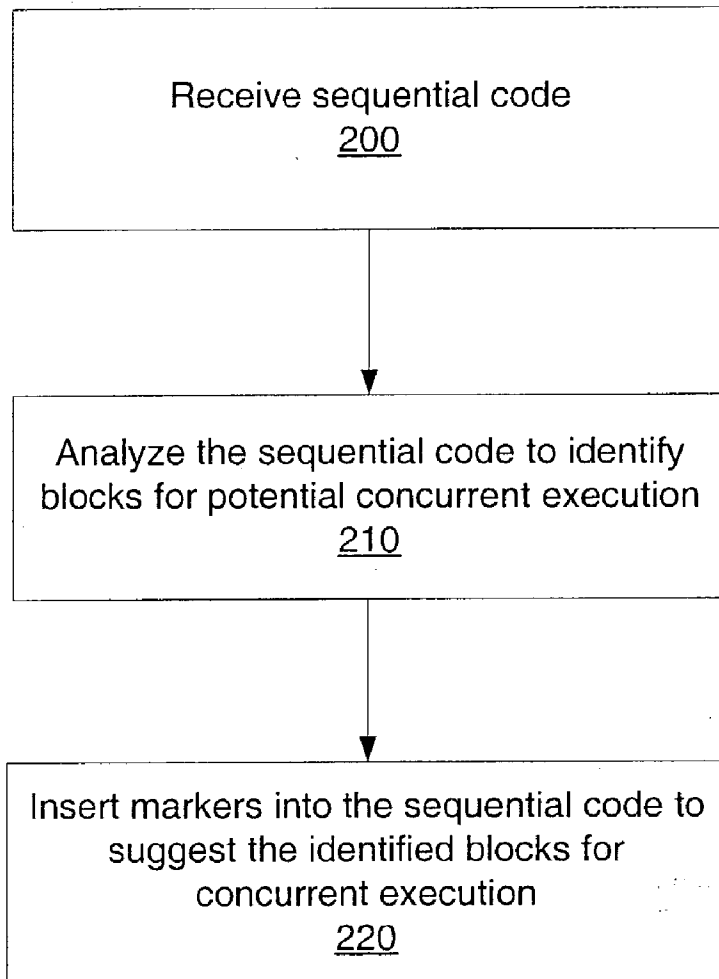 Receive sequential code
200
Analyze the sequential code to identify
blocks for potential concurrent execution
210
Insert markers into the sequential code to
suggest the identified blocks for
concurrent execution
220